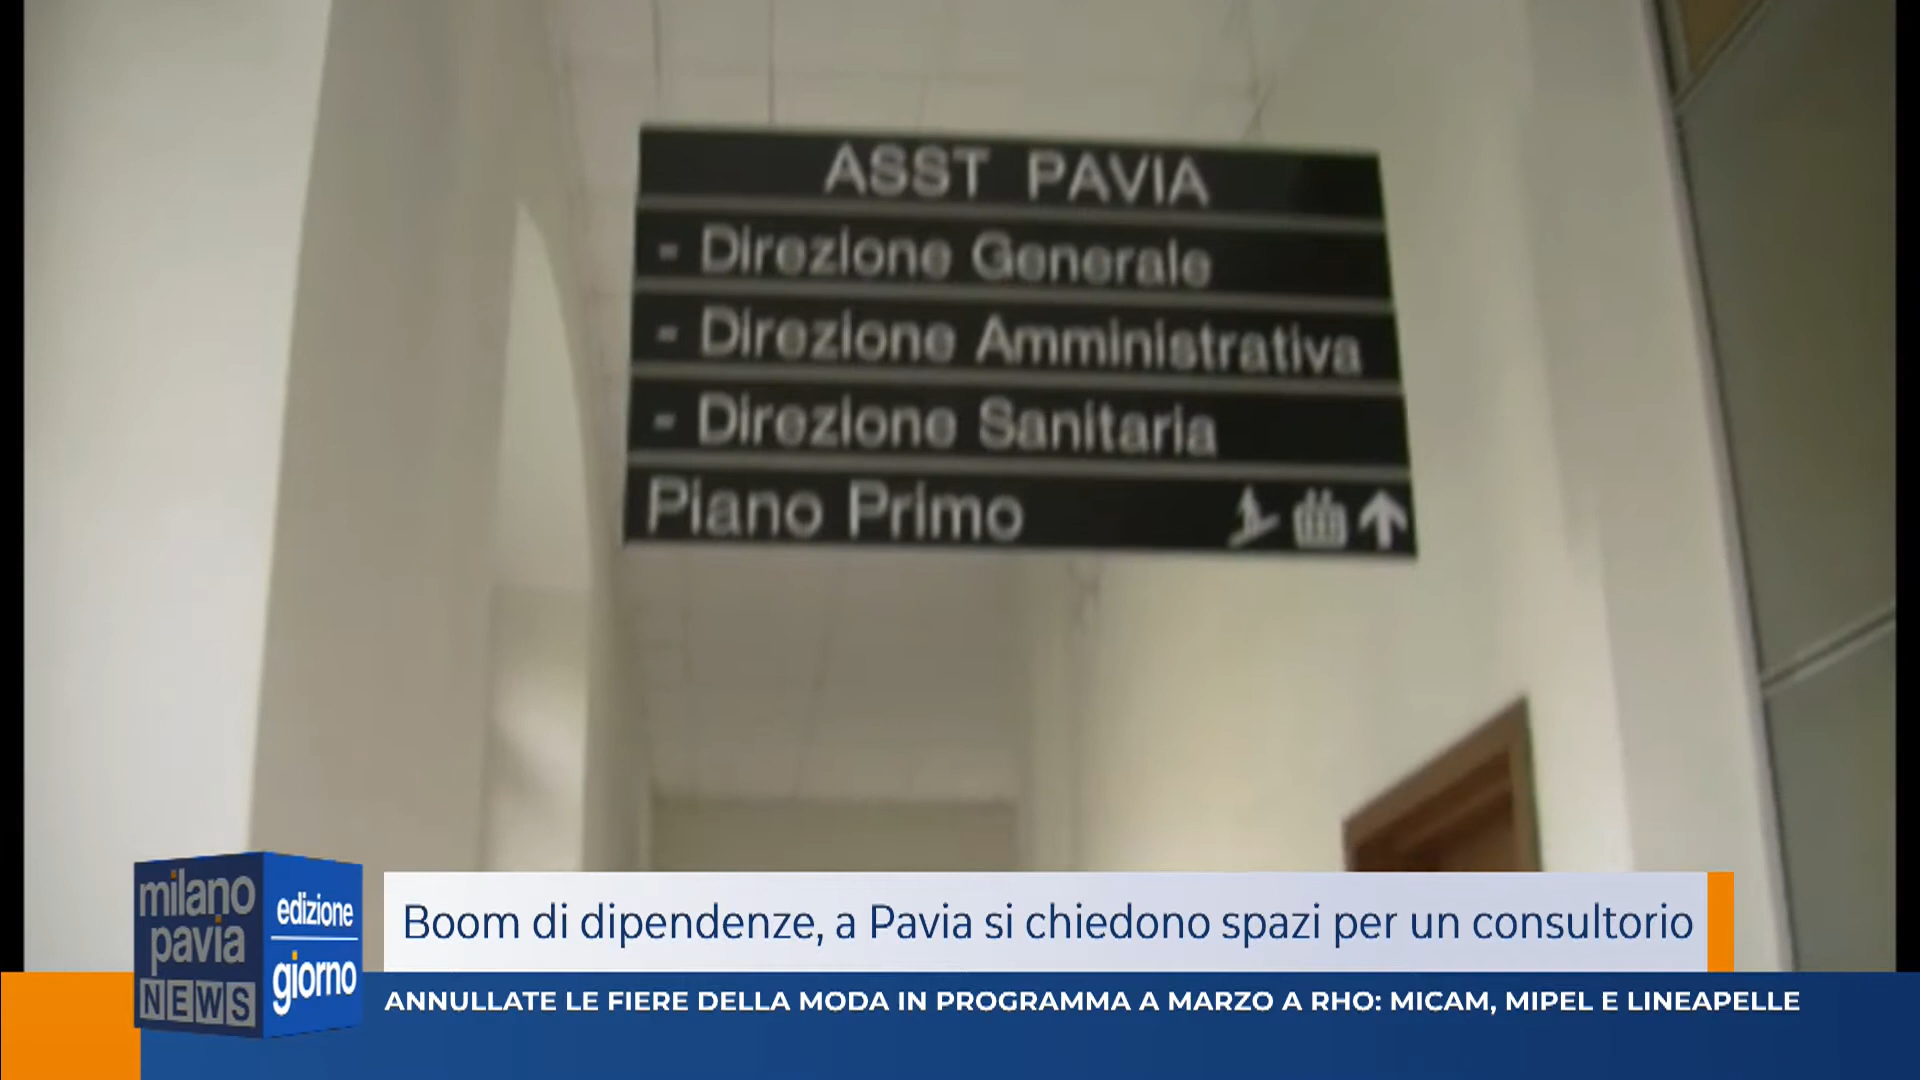 ASST PAVIA
- Direzione Generale
- Direzione Amministrativa
- Direzione Sanitaria
Piano Primo
milano
pavia
NEWS
edizione
giorno
Boom di dipendenze, a Pavia si chiedono spazi per un consultorio
ANNULLATE LE FIERE DELLA MODA IN PROGRAMMA A MARZO A RHO: MICAM, MIPEL E LINEAPELLE